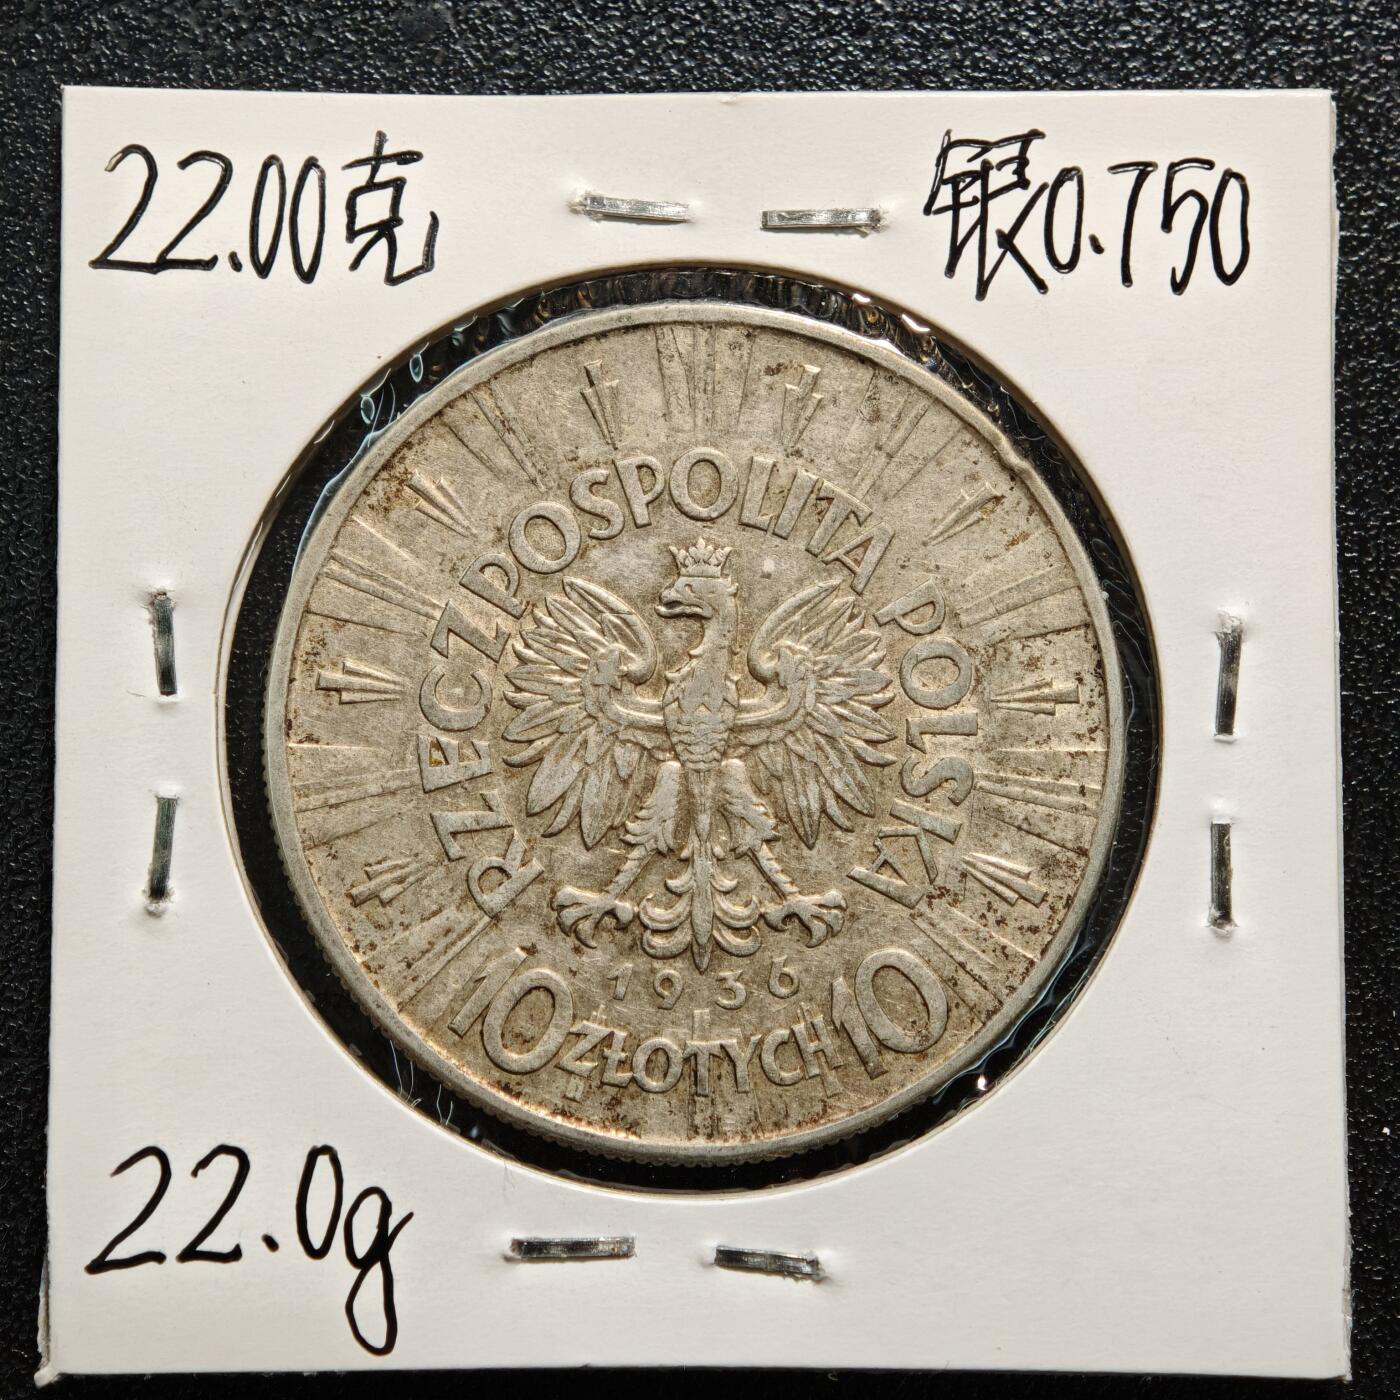 22.00克
银0.750
RZECZPOSPOLITA POLSKA
1936
10 ZŁOTYCH 10
22.0g